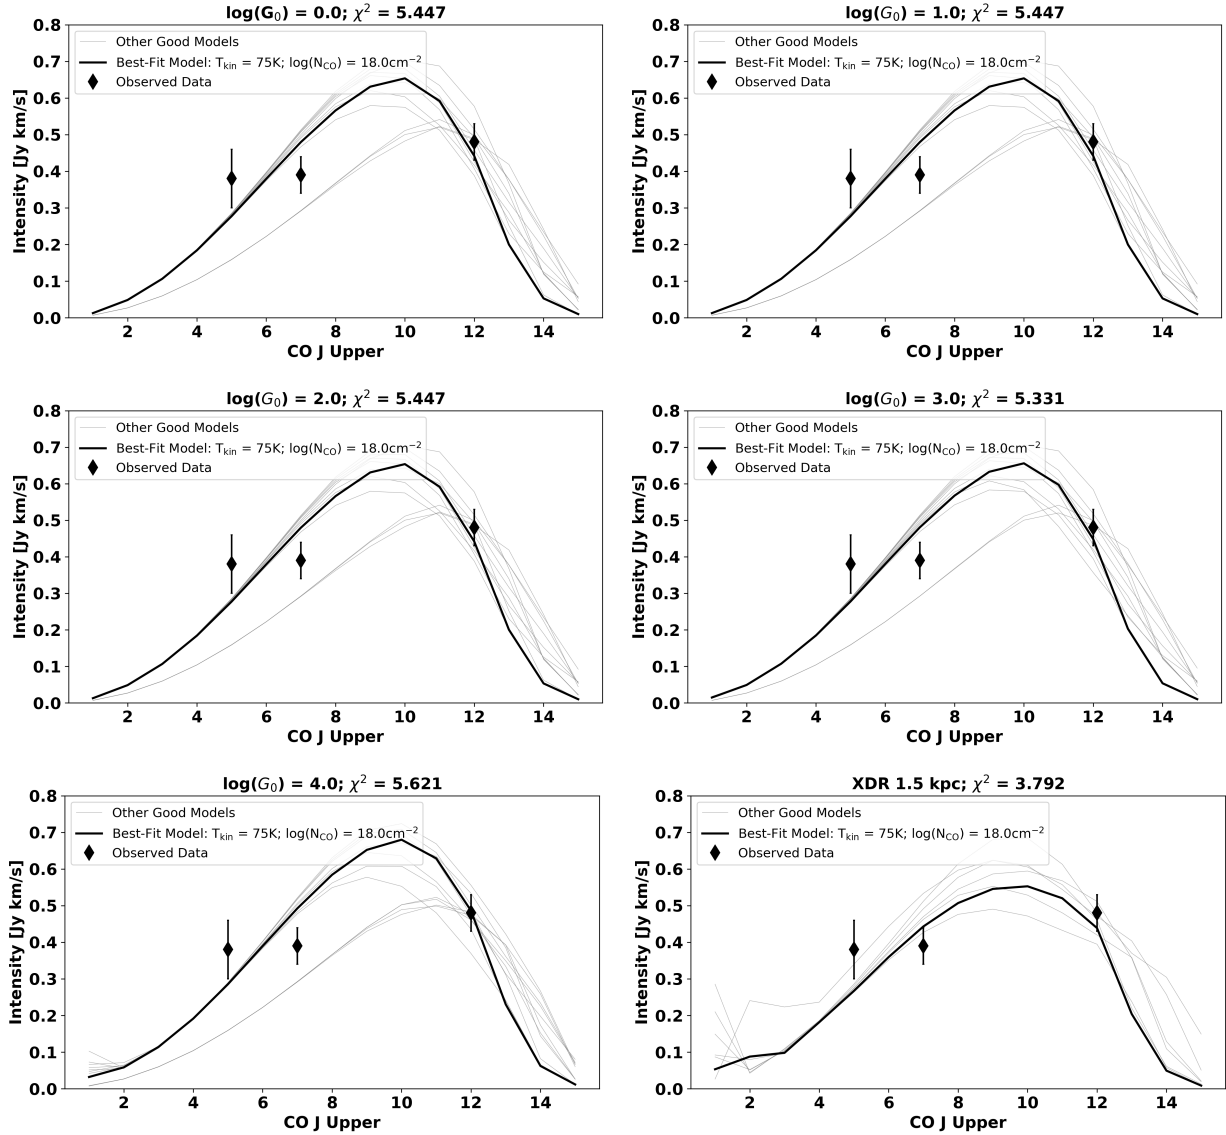 log(G₀) = 0.0; χ² = 5.447
Other Good Models
Best-Fit Model: Tkin = 75K; log(NCO) = 18.0cm⁻²
Observed Data
Intensity [Jy km/s]
0.8
0.7
0.6
0.5
0.4
0.3
0.2
0.1
0.0
2 4 6 8 10 12 14
CO J Upper
log(G₀) = 1.0; χ² = 5.447
Other Good Models
Best-Fit Model: Tkin = 75K; log(NCO) = 18.0cm⁻²
Observed Data
Intensity [Jy km/s]
0.8
0.7
0.6
0.5
0.4
0.3
0.2
0.1
0.0
2 4 6 8 10 12 14
CO J Upper
log(G₀) = 2.0; χ² = 5.447
Other Good Models
Best-Fit Model: Tkin = 75K; log(NCO) = 18.0cm⁻²
Observed Data
Intensity [Jy km/s]
0.8
0.7
0.6
0.5
0.4
0.3
0.2
0.1
0.0
2 4 6 8 10 12 14
CO J Upper
log(G₀) = 3.0; χ² = 5.331
Other Good Models
Best-Fit Model: Tkin = 75K; log(NCO) = 18.0cm⁻²
Observed Data
Intensity [Jy km/s]
0.8
0.7
0.6
0.5
0.4
0.3
0.2
0.1
0.0
2 4 6 8 10 12 14
CO J Upper
log(G₀) = 4.0; χ² = 5.621
Other Good Models
Best-Fit Model: Tkin = 75K; log(NCO) = 18.0cm⁻²
Observed Data
Intensity [Jy km/s]
0.8
0.7
0.6
0.5
0.4
0.3
0.2
0.1
0.0
2 4 6 8 10 12 14
CO J Upper
XDR 1.5 kpc; χ² = 3.792
Other Good Models
Best-Fit Model: Tkin = 75K; log(NCO) = 18.0cm⁻²
Observed Data
Intensity [Jy km/s]
0.8
0.7
0.6
0.5
0.4
0.3
0.2
0.1
0.0
2 4 6 8 10 12 14
CO J Upper